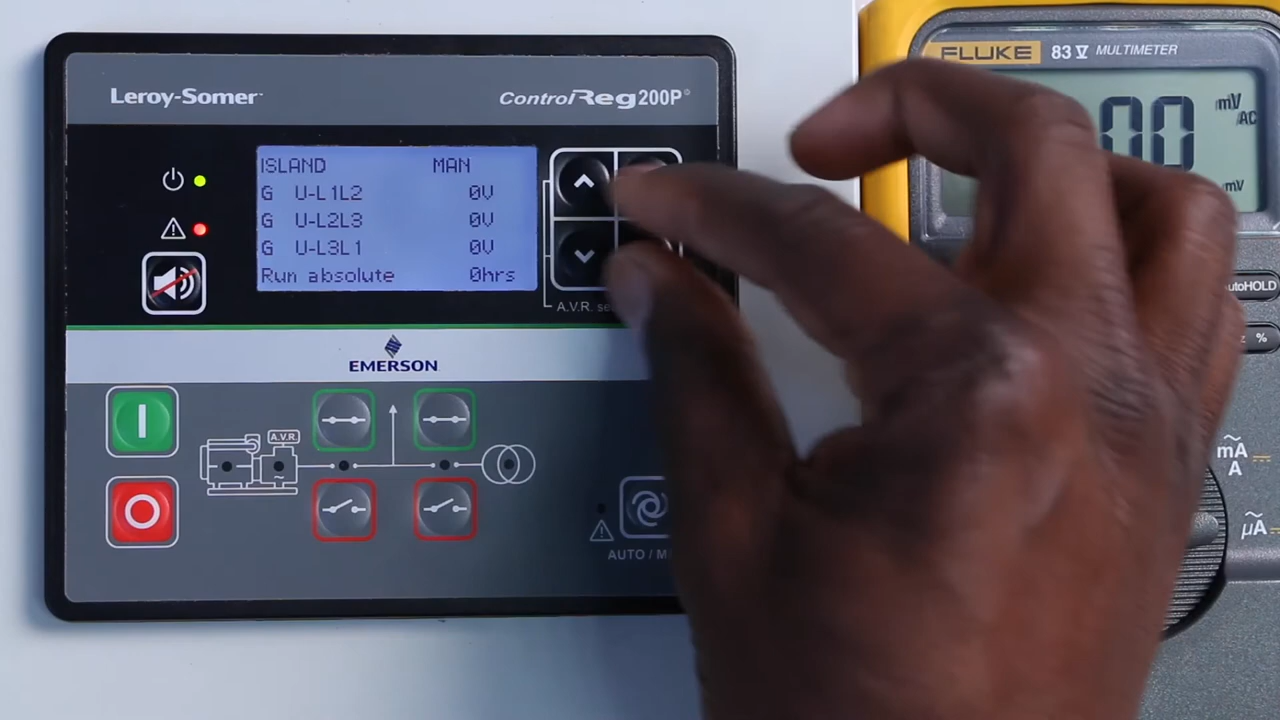 Leroy-Somer
ControlReg200P
ISLAND MAN
G U-L1L2 0V
G U-L2L3 0V
G U-L3L1 0V
Run absolute 0hrs
A.V.R.
EMERSON
A.V.R.
AUTO /
FLUKE 83 V MULTIMETER
00 mV AC
mV
%
mA
A
µA